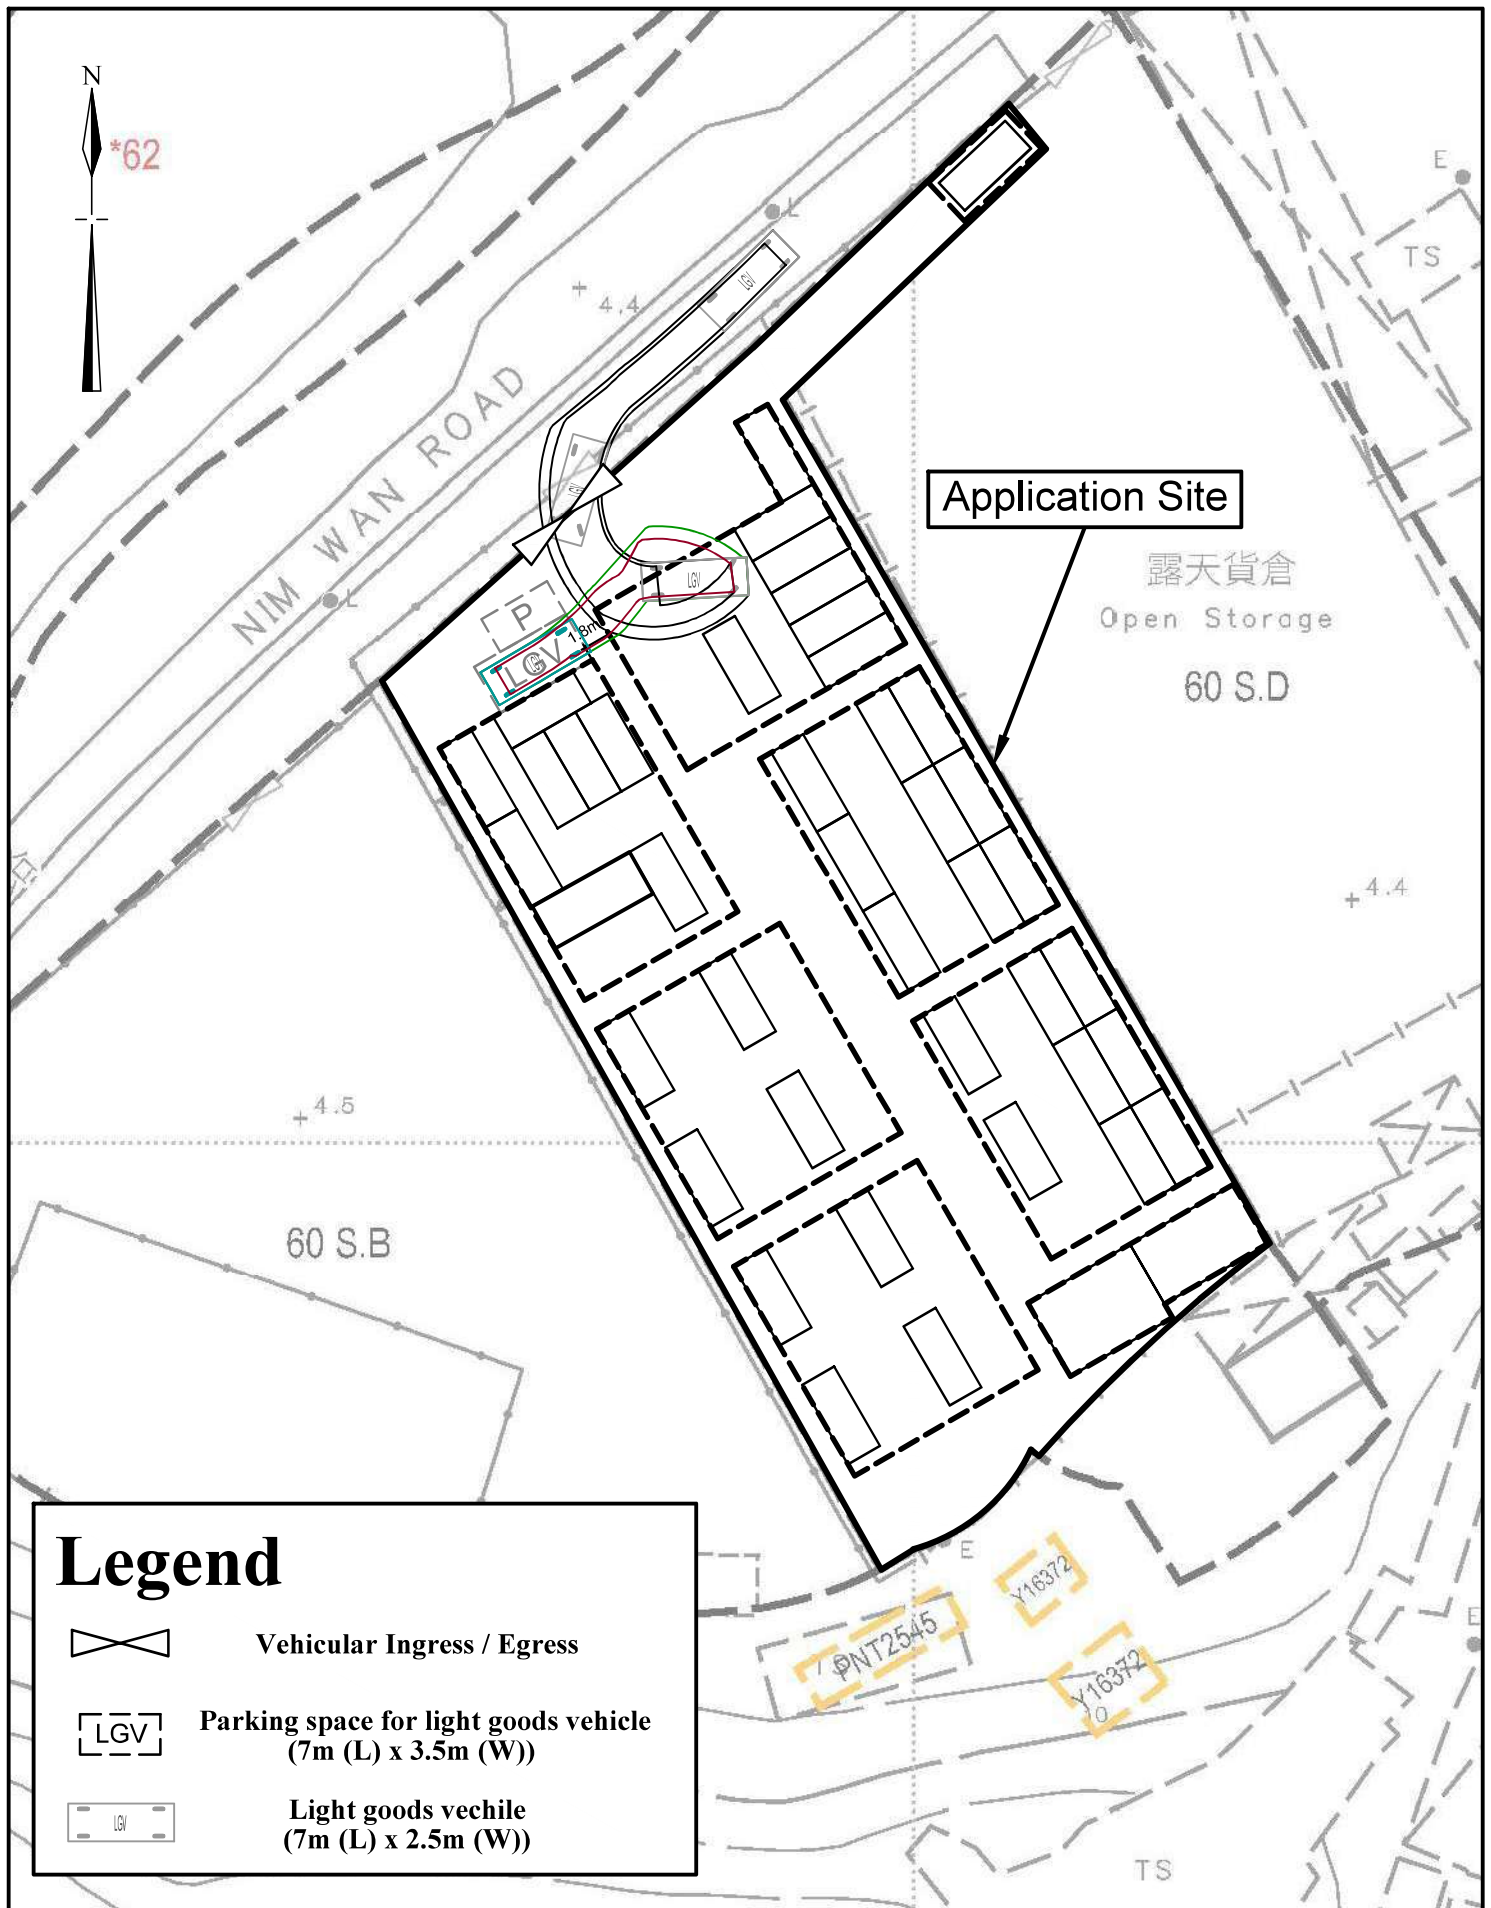 N
*62
E
L
TS
4.4
LGV
NIM WAN ROAD
LGV
Application Site
露天貨倉
Open Storage
60 S.D
LGV
L
P
1.8m
LGV
4.4
4.5
60 S.B
E
Y16372
PNT2545
Y16372
E
TS
Legend
Vehicular Ingress / Egress
LGV
Parking space for light goods vehicle
(7m (L) x 3.5m (W))
LGV
Light goods vechile
(7m (L) x 2.5m (W))